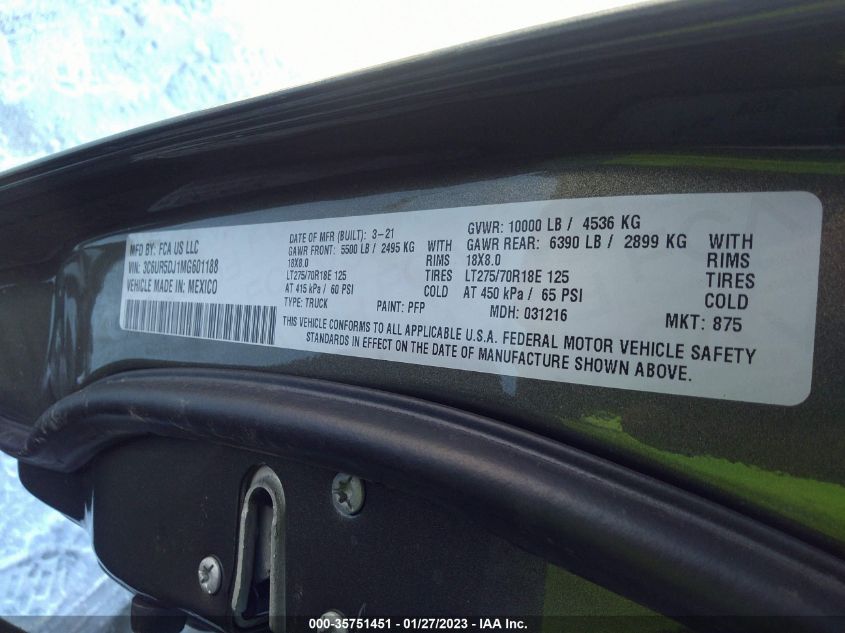 MFD BY: FCA US LLC
VIN: 3C6UR5DJ1MG601188
VEHICLE MADE IN: MEXICO
DATE OF MFR (BUILT): 3-21
GAWR FRONT: 5500 LB / 2495 KG WITH
18X8.0 RIMS
LT275/70R18E 125 TIRES
AT 415 kPa / 60 PSI COLD
TYPE: TRUCK PAINT: PFP
GVWR: 10000 LB / 4536 KG
GAWR REAR: 6390 LB / 2899 KG WITH
18X8.0 RIMS
LT275/70R18E 125 TIRES
AT 450 kPa / 65 PSI COLD
MDH: 031216 MKT: 875
THIS VEHICLE CONFORMS TO ALL APPLICABLE U.S.A. FEDERAL MOTOR VEHICLE SAFETY
STANDARDS IN EFFECT ON THE DATE OF MANUFACTURE SHOWN ABOVE.
000-35751451 - 01/27/2023 - IAA Inc.